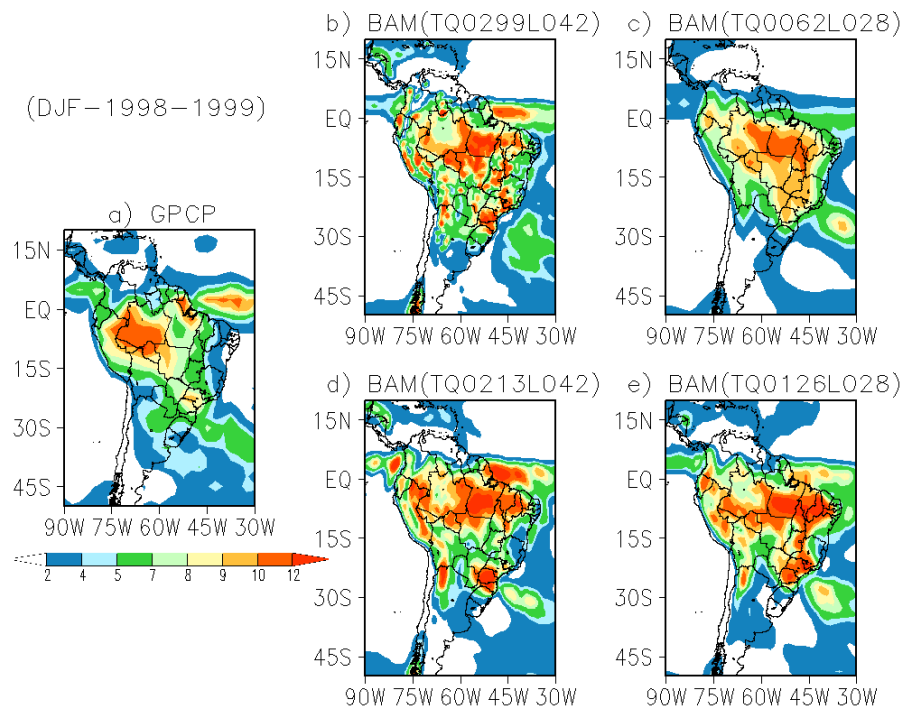 b) BAM(TQ0299L042)
c) BAM(TQ0062L028)
15N
EQ
15S
30S
45S
90W 75W 60W 45W 30W
15N
EQ
15S
30S
45S
90W 75W 60W 45W 30W
(DJF-1998-1999)
a) GPCP
15N
EQ
15S
30S
45S
90W 75W 60W 45W 30W
2 4 5 7 8 9 10 12
d) BAM(TQ0213L042)
e) BAM(TQ0126L028)
15N
EQ
15S
30S
45S
90W 75W 60W 45W 30W
15N
EQ
15S
30S
45S
90W 75W 60W 45W 30W